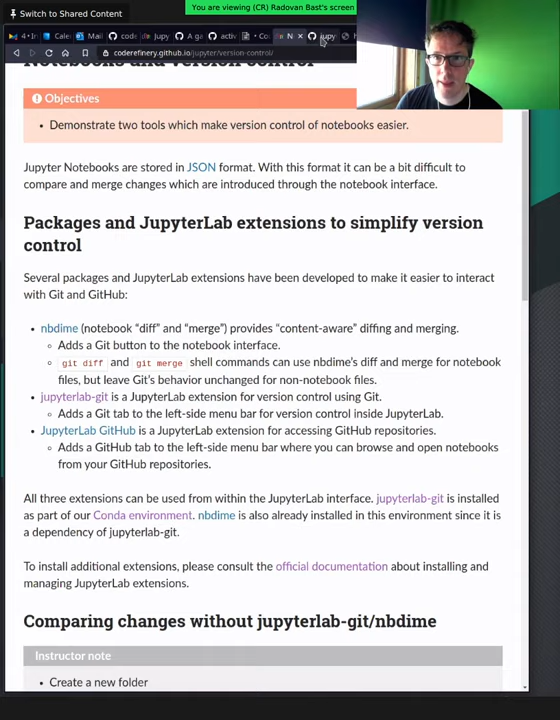 Switch to Shared Content
You are viewing (CR) Radovan Bast's screen
coderefinery.github.io/jupyter/version-control/
Notebooks and version control
Objectives
Demonstrate two tools which make version control of notebooks easier.
Jupyter Notebooks are stored in JSON format. With this format it can be a bit difficult to
compare and merge changes which are introduced through the notebook interface.
Packages and JupyterLab extensions to simplify version
control
Several packages and JupyterLab extensions have been developed to make it easier to interact
with Git and GitHub:
nbdime (notebook “diff” and “merge”) provides “content-aware” diffing and merging.
Adds a Git button to the notebook interface.
git diff and git merge shell commands can use nbdime's diff and merge for notebook
files, but leave Git's behavior unchanged for non-notebook files.
jupyterlab-git is a JupyterLab extension for version control using Git.
Adds a Git tab to the left-side menu bar for version control inside JupyterLab.
JupyterLab GitHub is a JupyterLab extension for accessing GitHub repositories.
Adds a GitHub tab to the left-side menu bar where you can browse and open notebooks
from your GitHub repositories.
All three extensions can be used from within the JupyterLab interface. jupyterlab-git is installed
as part of our Conda environment. nbdime is also already installed in this environment since it is
a dependency of jupyterlab-git.
To install additional extensions, please consult the official documentation about installing and
managing JupyterLab extensions.
Comparing changes without jupyterlab-git/nbdime
Instructor note
Create a new folder